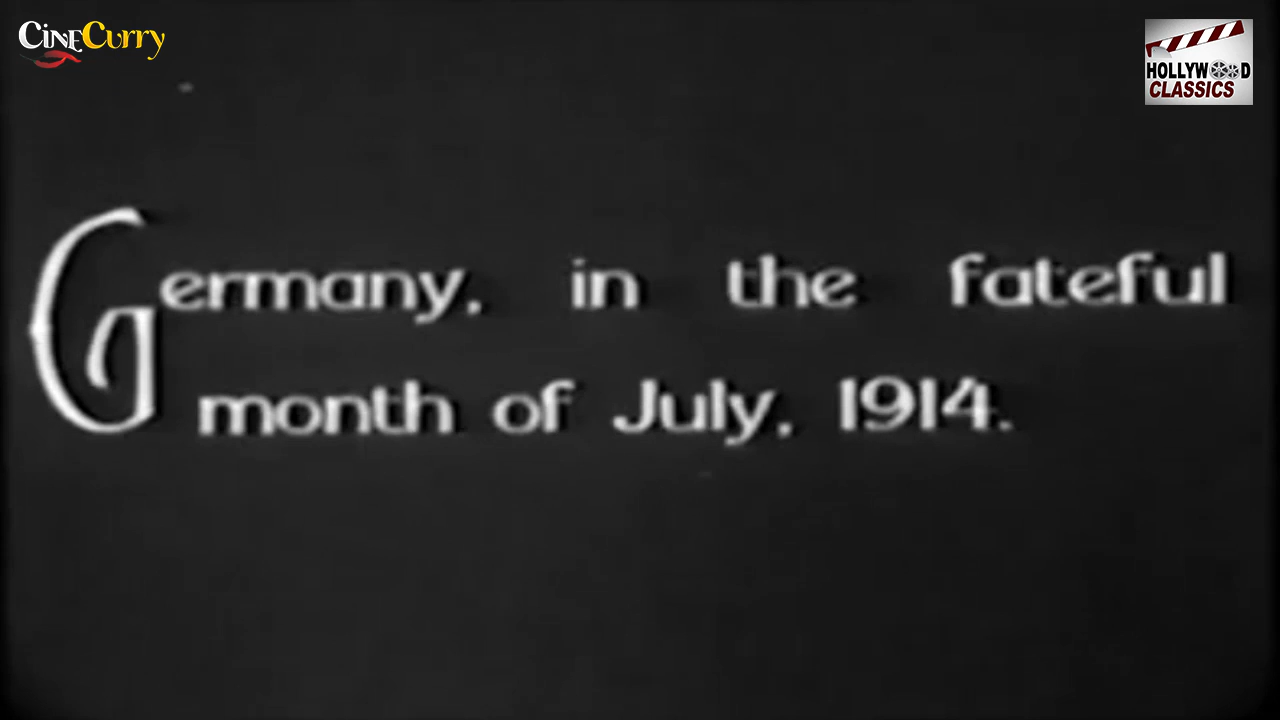 CINECURRY
HOLLYWOOD
CLASSICS
Germany, in the fateful
month of July, 1914.